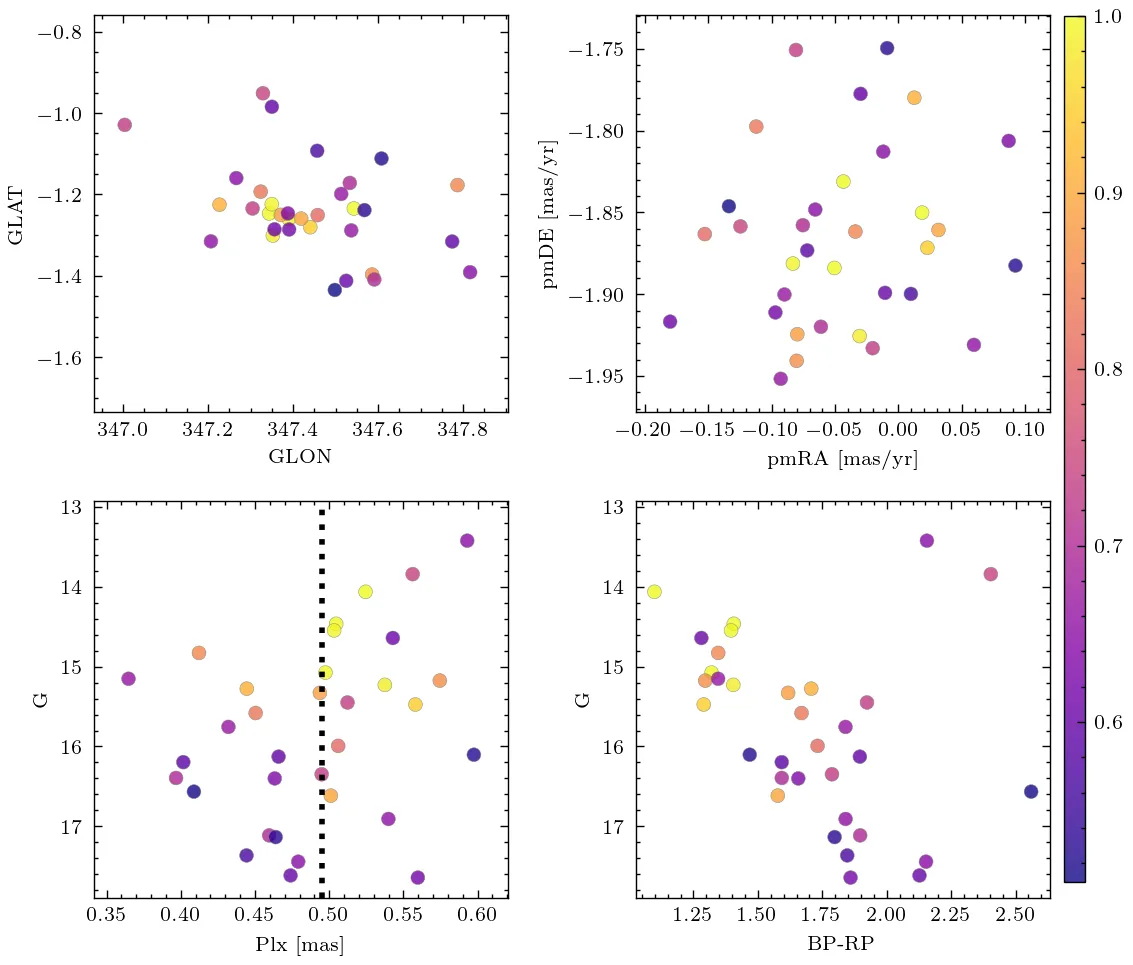 −0.8
−1.0
−1.2
−1.4
−1.6
GLAT
347.0 347.2 347.4 347.6 347.8
GLON
−1.75
−1.80
−1.85
−1.90
−1.95
pmDE [mas/yr]
−0.20 −0.15 −0.10 −0.05 0.00 0.05 0.10
pmRA [mas/yr]
13
14
15
16
17
G
0.35 0.40 0.45 0.50 0.55 0.60
Plx [mas]
13
14
15
16
17
G
1.25 1.50 1.75 2.00 2.25 2.50
BP-RP
1.0
0.9
0.8
0.7
0.6